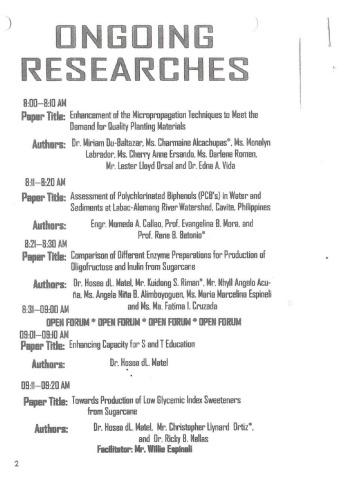 ONGOING
RESEARCHES
8:00—8:10 AM
Paper Title: Enhancement of the Micropropagation Techniques to Meet the
Demand for Quality Planting Materials
Authors: Dr. Miriam Du-Baltazar, Ms. Charmaine Alcachupas*, Ms. Monelyn
Labrador, Ms. Cherry Anne Ersando, Ms. Darlene Romen,
Mr. Lester Lloyd Orsal and Dr. Edna A. Vida
8:11—8:20 AM
Paper Title: Assessment of Polychlorinated Biphenols (PCB's) in Water and
Sediments at Labac-Alemang River Watershed, Cavite, Philippines
Authors: Engr. Mameda A. Callao, Prof. Evangelina B. Mora, and
Prof. Rene B. Betonio*
8:21—8:30 AM
Paper Title: Comparison of Different Enzyme Preparations for Production of
Oligofructose and Inulin from Sugarcane
Authors: Dr. Hosea dL. Matel, Mr. Kuidong S. Riman*, Mr. Nhyll Angelo Acu-
ña, Ms. Angela Niña B. Alimboyoguen, Ms. Maria Marcelina Espineli
and Ms. Ma. Fatima I. Cruzada
8:31—09:00 AM
OPEN FORUM * OPEN FORUM * OPEN FORUM * OPEN FORUM
09:01—09:10 AM
Paper Title: Enhancing Capacity for S and T Education
Authors: Dr. Hosea dL. Matel
09:11—09:20 AM
Paper Title: Towards Production of Low Glycemic Index Sweeteners
from Sugarcane
Authors: Dr. Hosea dL. Matel, Mr. Christopher Llynard Ortiz*,
and Dr. Ricky B. Nellas
Facilitator: Mr. Willie Espineli
2